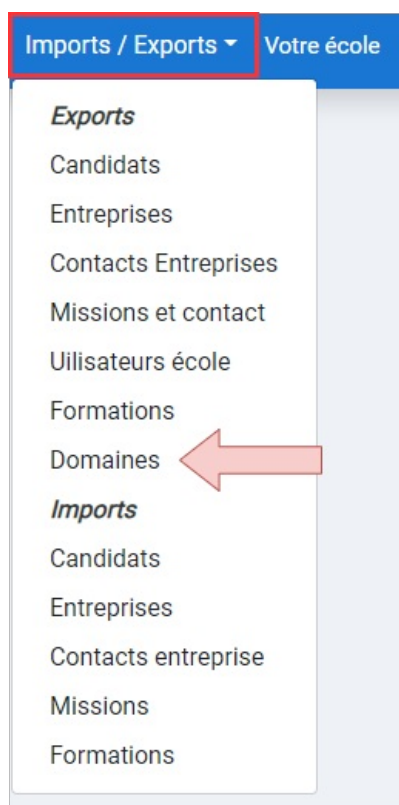 Imports / Exports Votre école
Exports
Candidats
Entreprises
Contacts Entreprises
Missions et contact
Uilisateurs école
Formations
Domaines
Imports
Candidats
Entreprises
Contacts entreprise
Missions
Formations